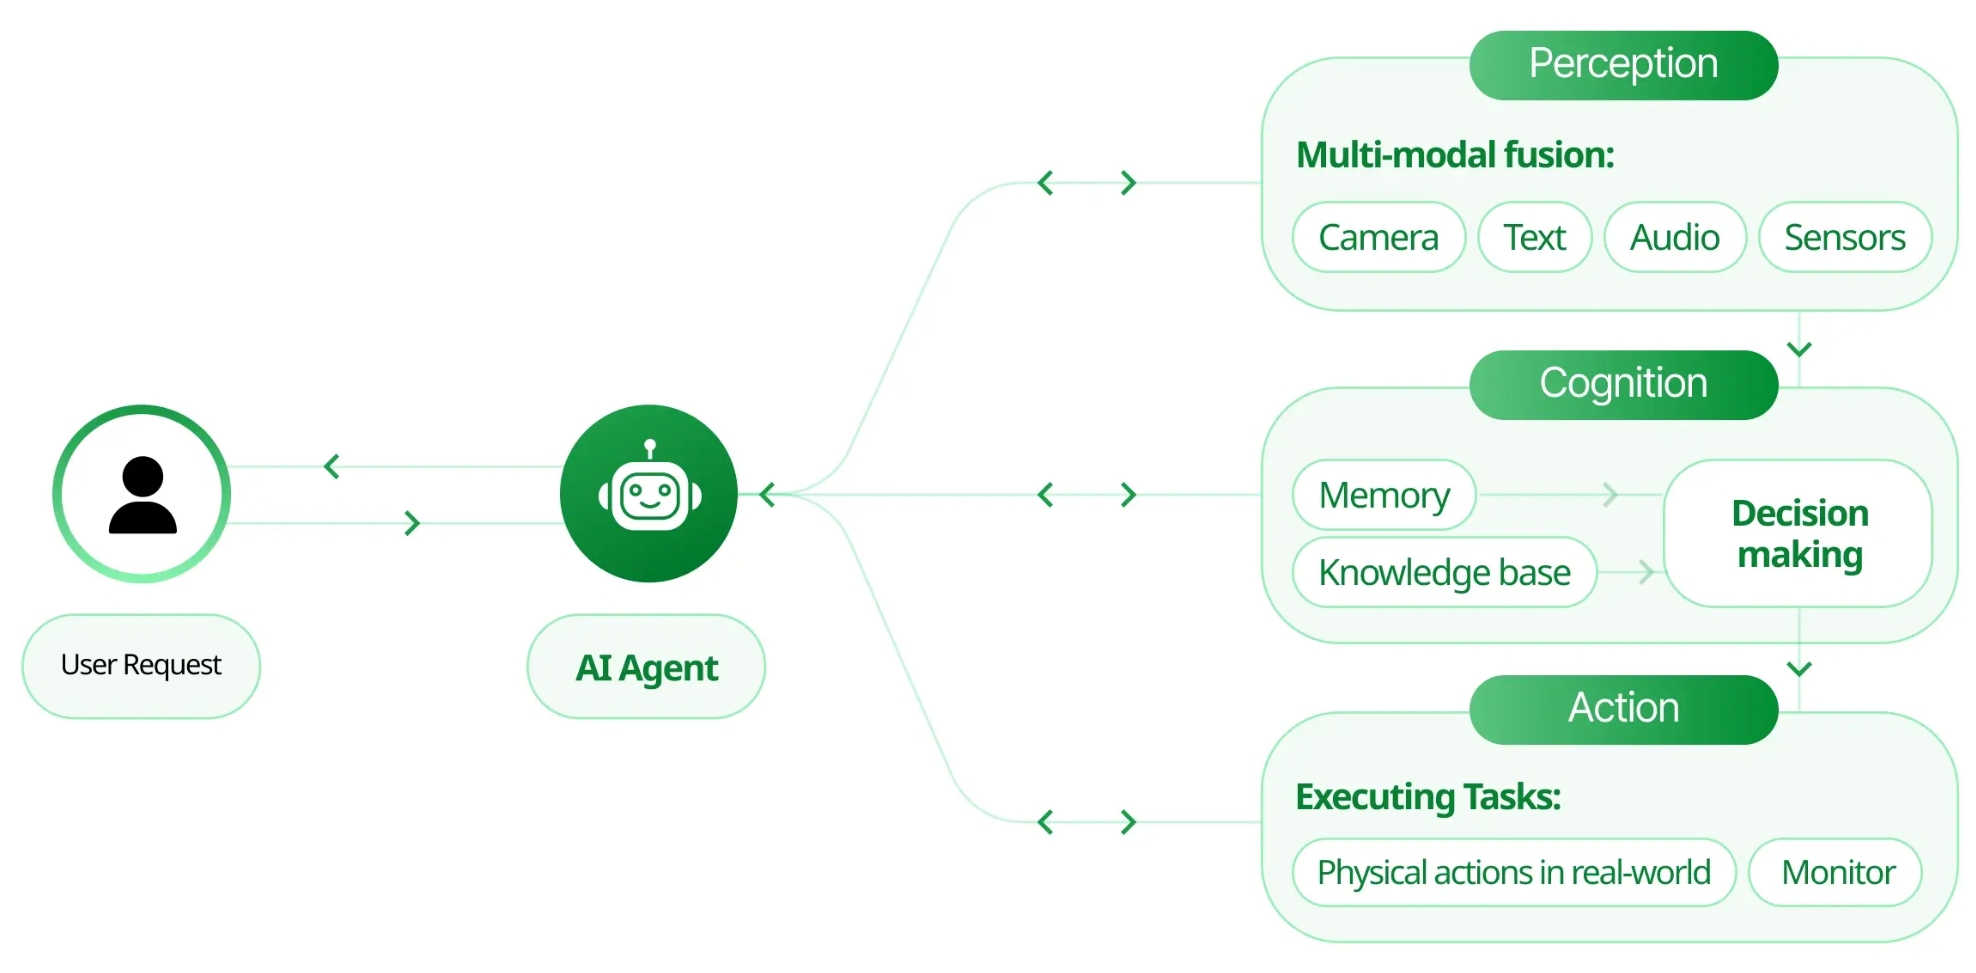 Perception
Multi-modal fusion:
Camera
Text
Audio
Sensors
Cognition
Memory
Knowledge base
Decision
making
User Request
AI Agent
Action
Executing Tasks:
Physical actions in real-world
Monitor